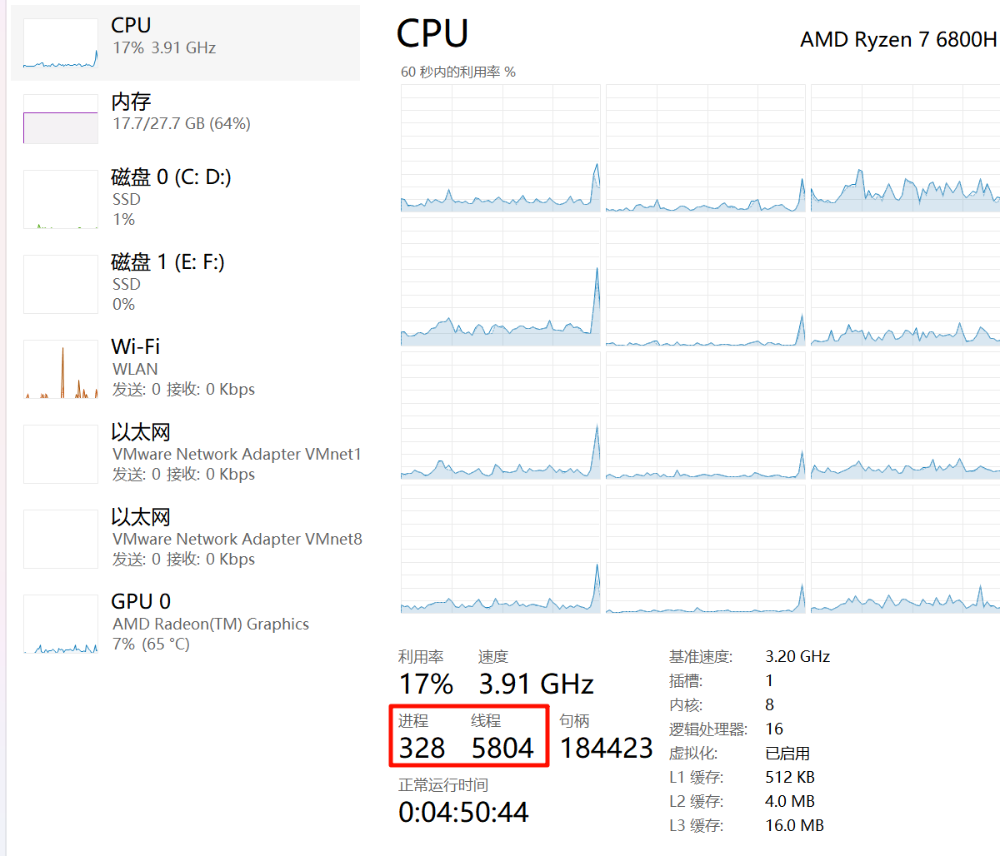 CPU
17% 3.91 GHz
内存
17.7/27.7 GB (64%)
磁盘 0 (C: D:)
SSD
1%
磁盘 1 (E: F:)
SSD
0%
Wi-Fi
WLAN
发送: 0 接收: 0 Kbps
以太网
VMware Network Adapter VMnet1
发送: 0 接收: 0 Kbps
以太网
VMware Network Adapter VMnet8
发送: 0 接收: 0 Kbps
GPU 0
AMD Radeon(TM) Graphics
7% (65 °C)
CPU
AMD Ryzen 7 6800H
60 秒内的利用率 %
利用率 速度
17% 3.91 GHz
进程 线程 句柄
328 5804 184423
正常运行时间
0:04:50:44
基准速度: 3.20 GHz
插槽: 1
内核: 8
逻辑处理器: 16
虚拟化: 已启用
L1 缓存: 512 KB
L2 缓存: 4.0 MB
L3 缓存: 16.0 MB